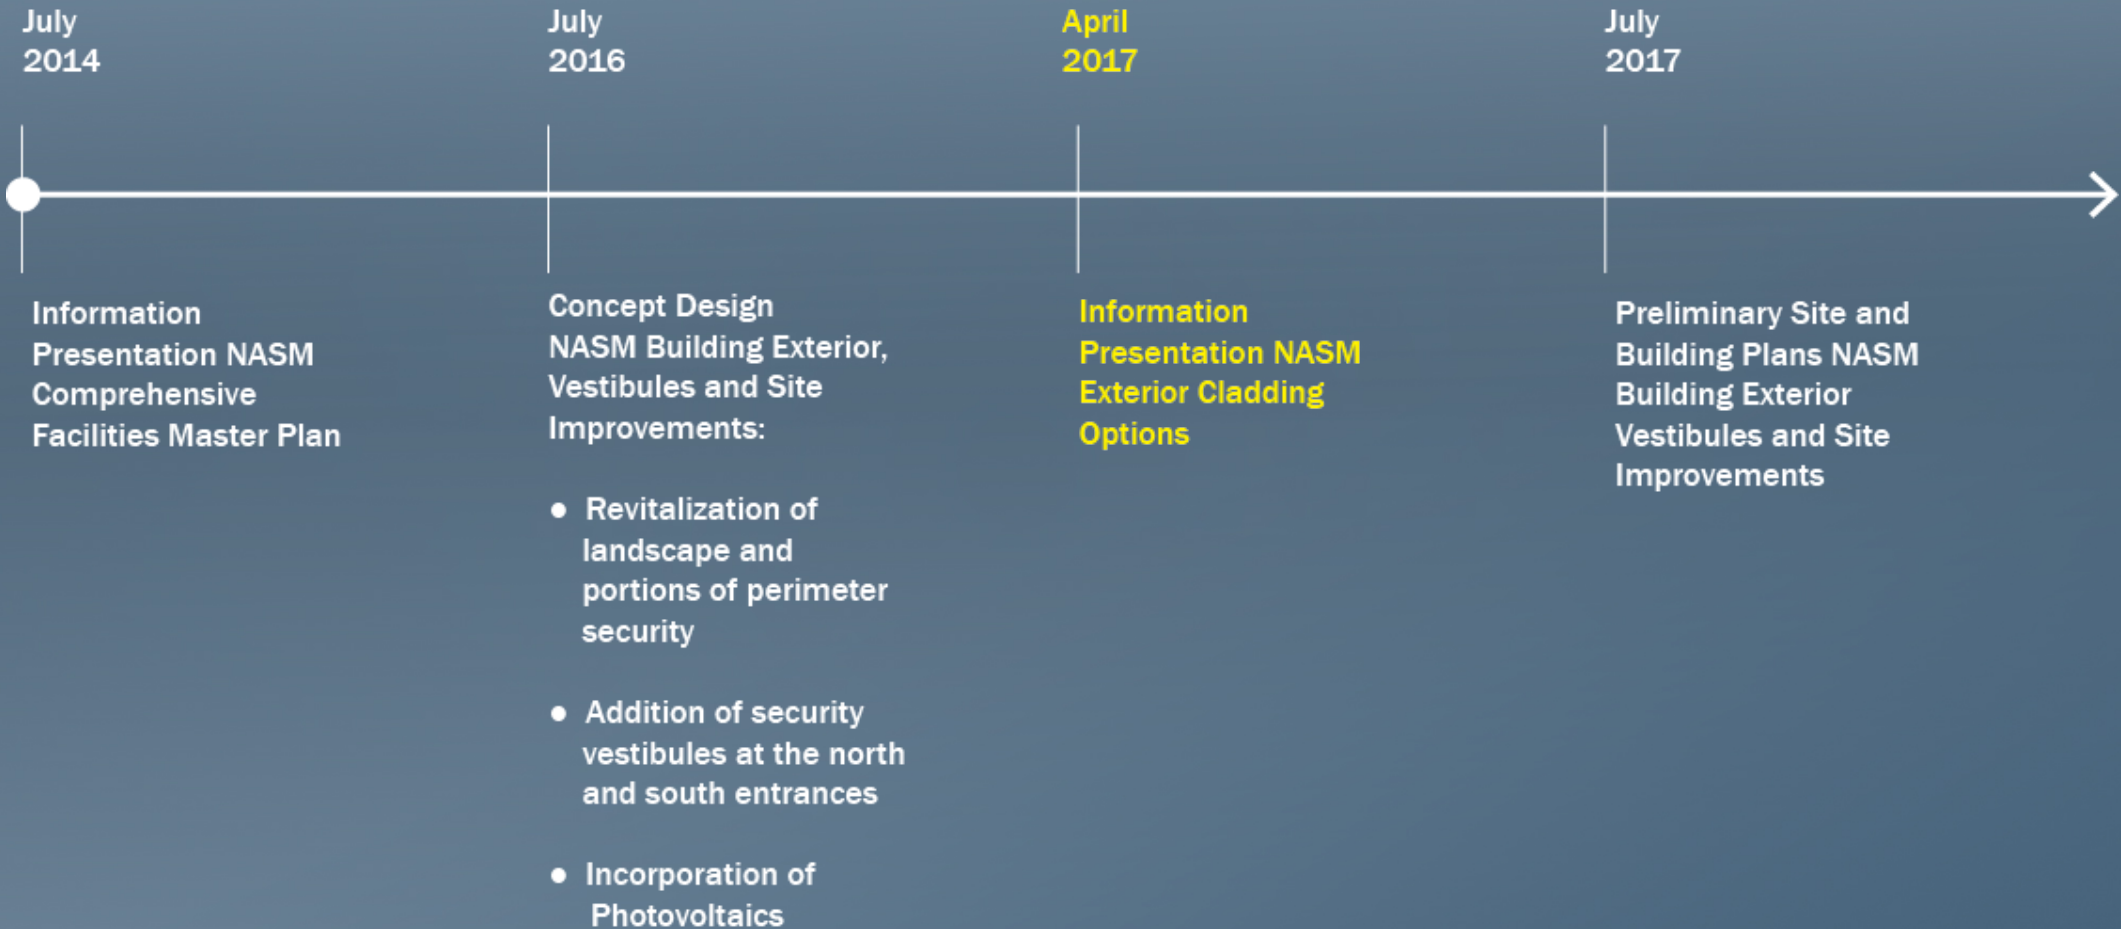 July
2014
July
2016
April
2017
July
2017
Information
Presentation NASM
Comprehensive
Facilities Master Plan
Concept Design
NASM Building Exterior,
Vestibules and Site
Improvements:
● Revitalization of
landscape and
portions of perimeter
security
● Addition of security
vestibules at the north
and south entrances
● Incorporation of
Photovoltaics
Information
Presentation NASM
Exterior Cladding
Options
Preliminary Site and
Building Plans NASM
Building Exterior
Vestibules and Site
Improvements